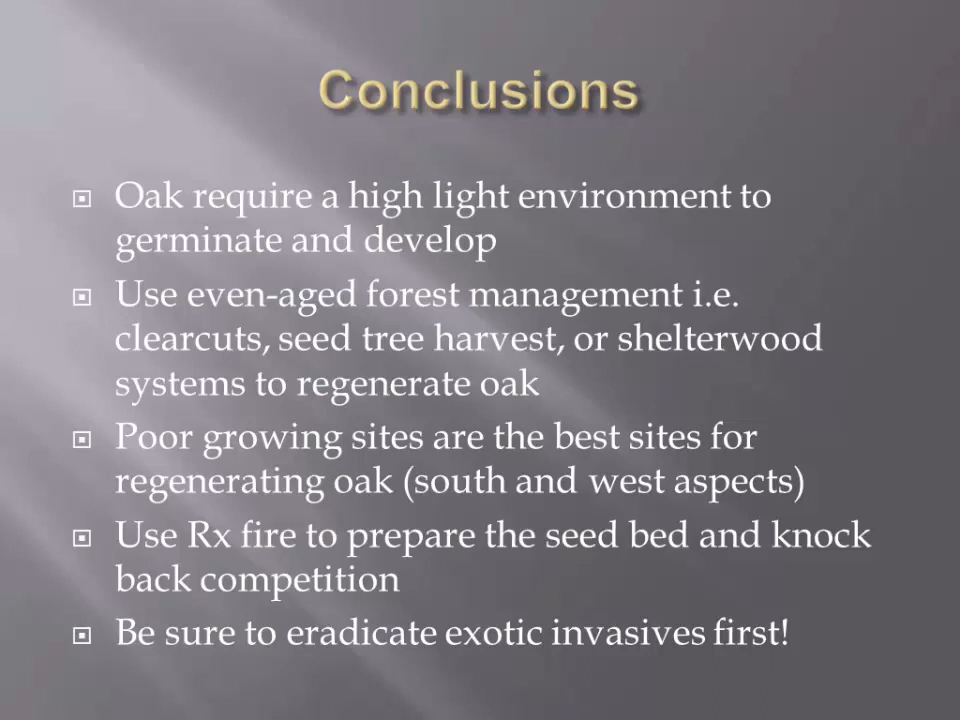 Conclusions
Oak require a high light environment to
germinate and develop
Use even-aged forest management i.e.
clearcuts, seed tree harvest, or shelterwood
systems to regenerate oak
Poor growing sites are the best sites for
regenerating oak (south and west aspects)
Use Rx fire to prepare the seed bed and knock
back competition
Be sure to eradicate exotic invasives first!